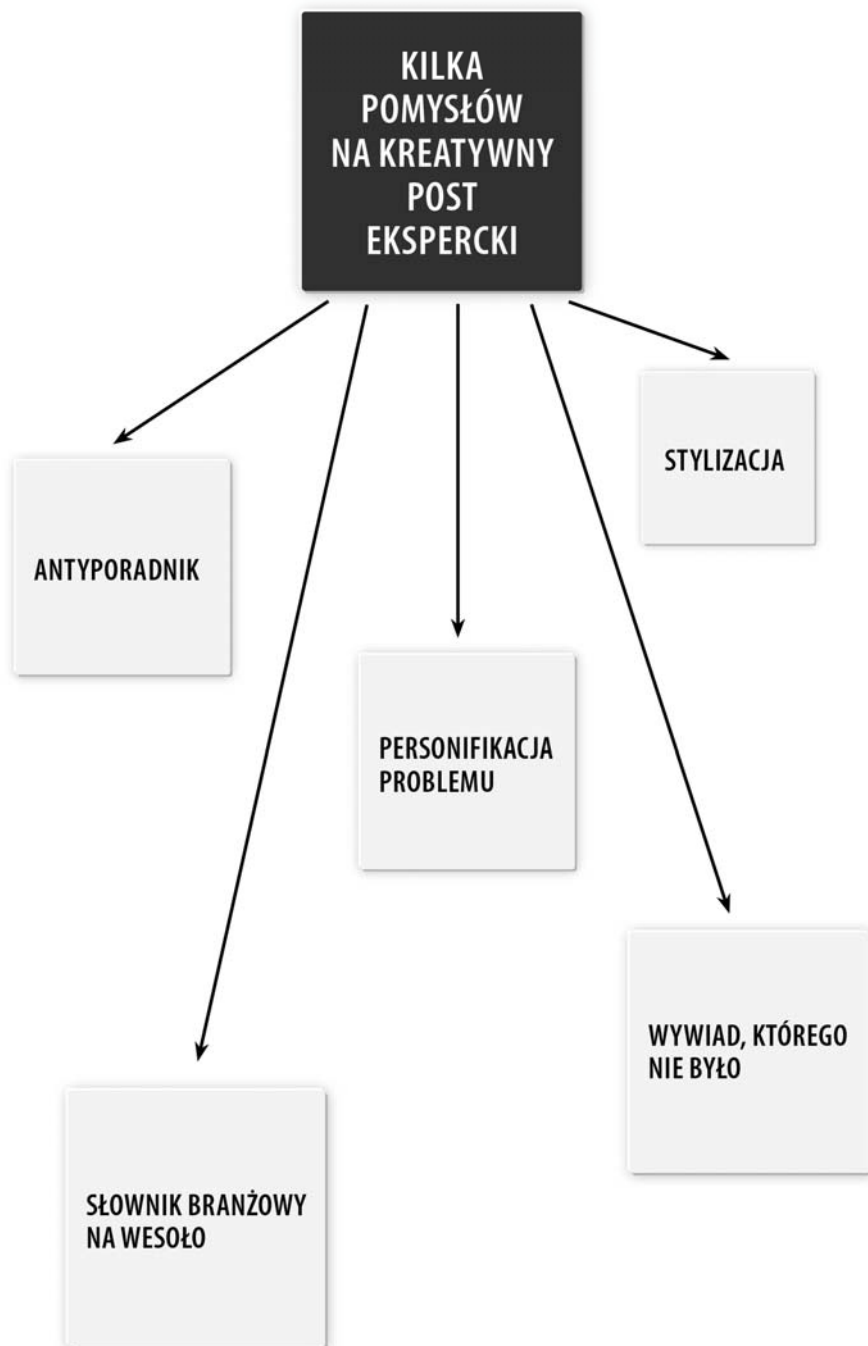 KILKA
POMYSŁÓW
NA KREATYWNY
POST
EKSPERCKI
STYLIZACJA
ANTYPORADNIK
PERSONIFIKACJA
PROBLEMU
WYWIAD, KTÓREGO
NIE BYŁO
SŁOWNIK BRANŻOWY
NA WESOŁO